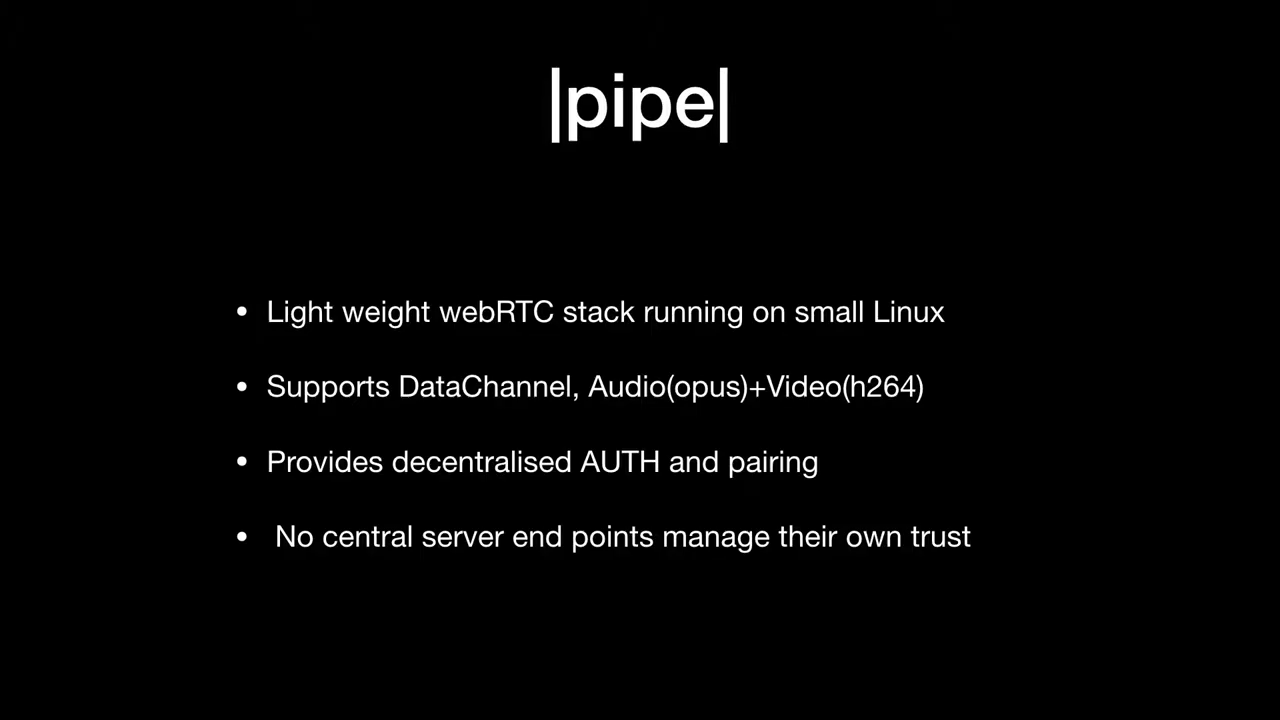 |pipe|
• Light weight webRTC stack running on small Linux
• Supports DataChannel, Audio(opus)+Video(h264)
• Provides decentralised AUTH and pairing
• No central server end points manage their own trust